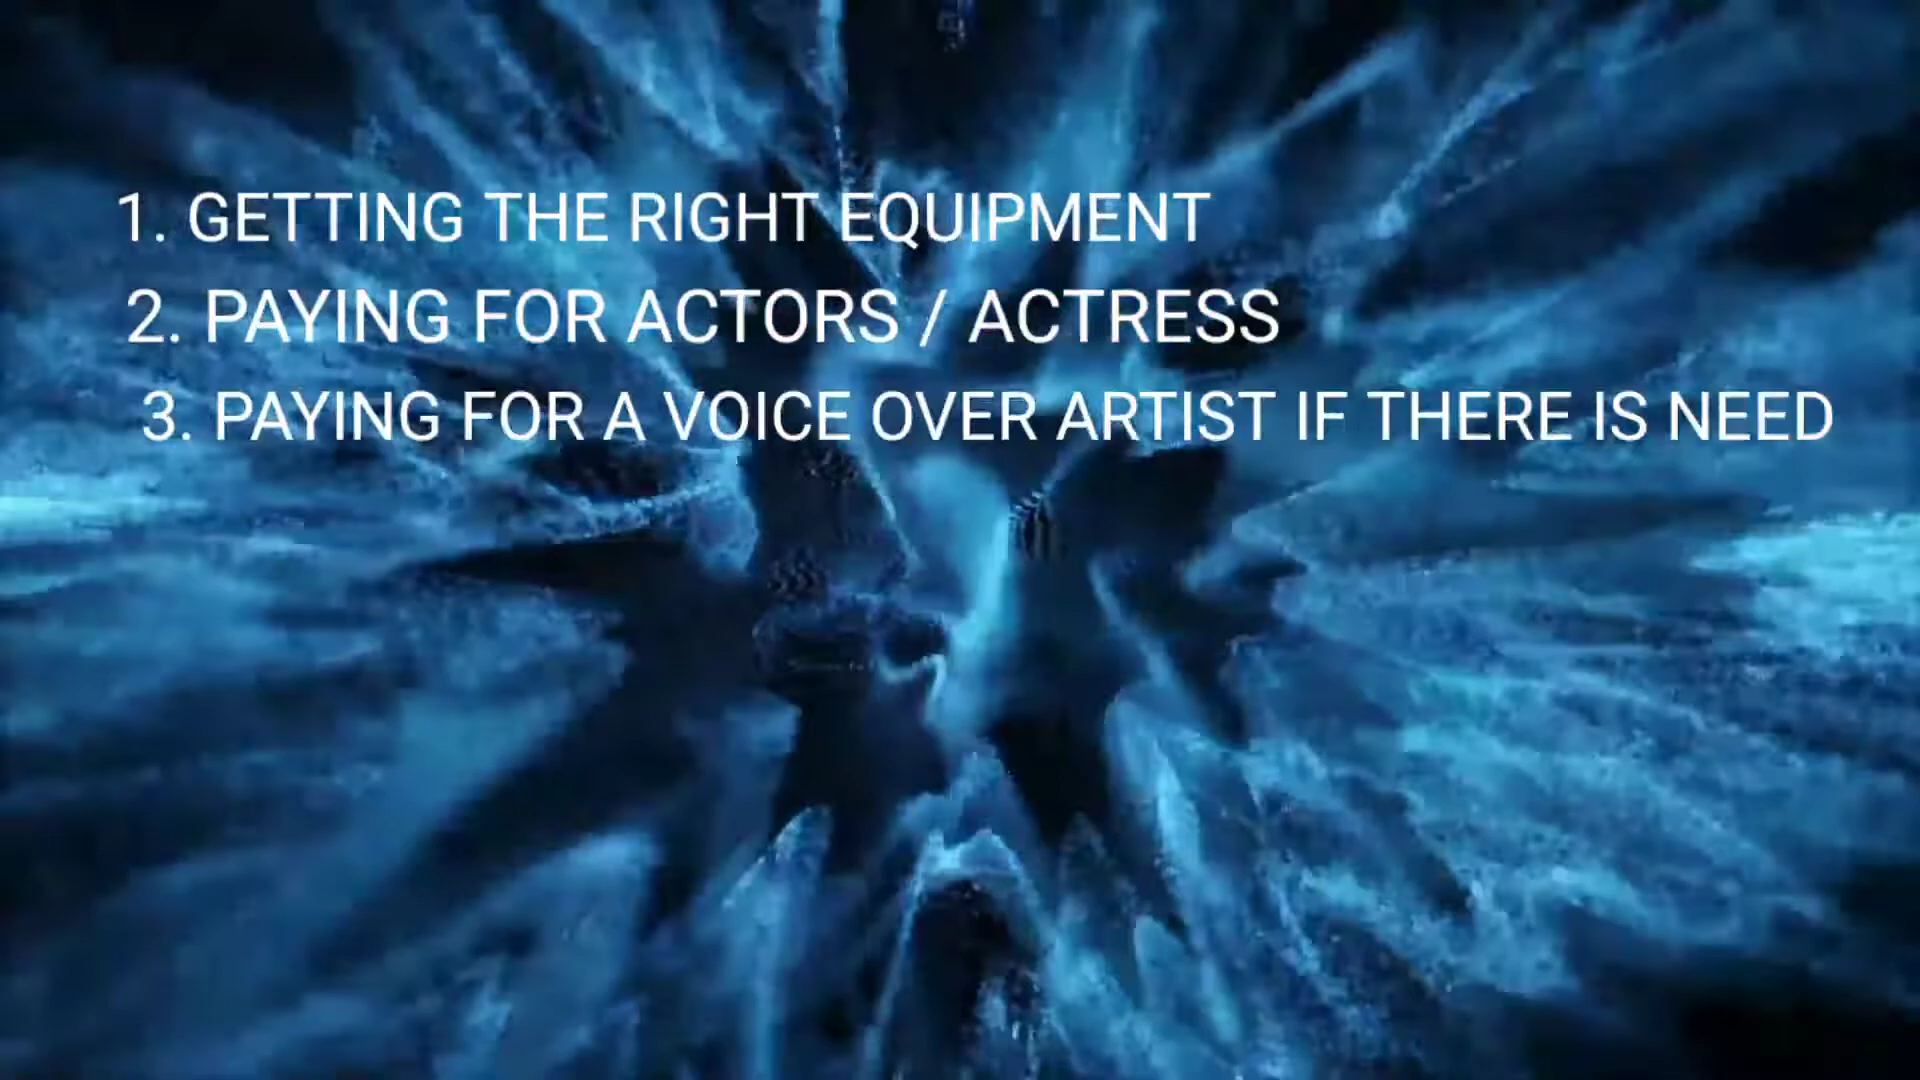 1. GETTING THE RIGHT EQUIPMENT
2. PAYING FOR ACTORS / ACTRESS
3. PAYING FOR A VOICE OVER ARTIST IF THERE IS NEED